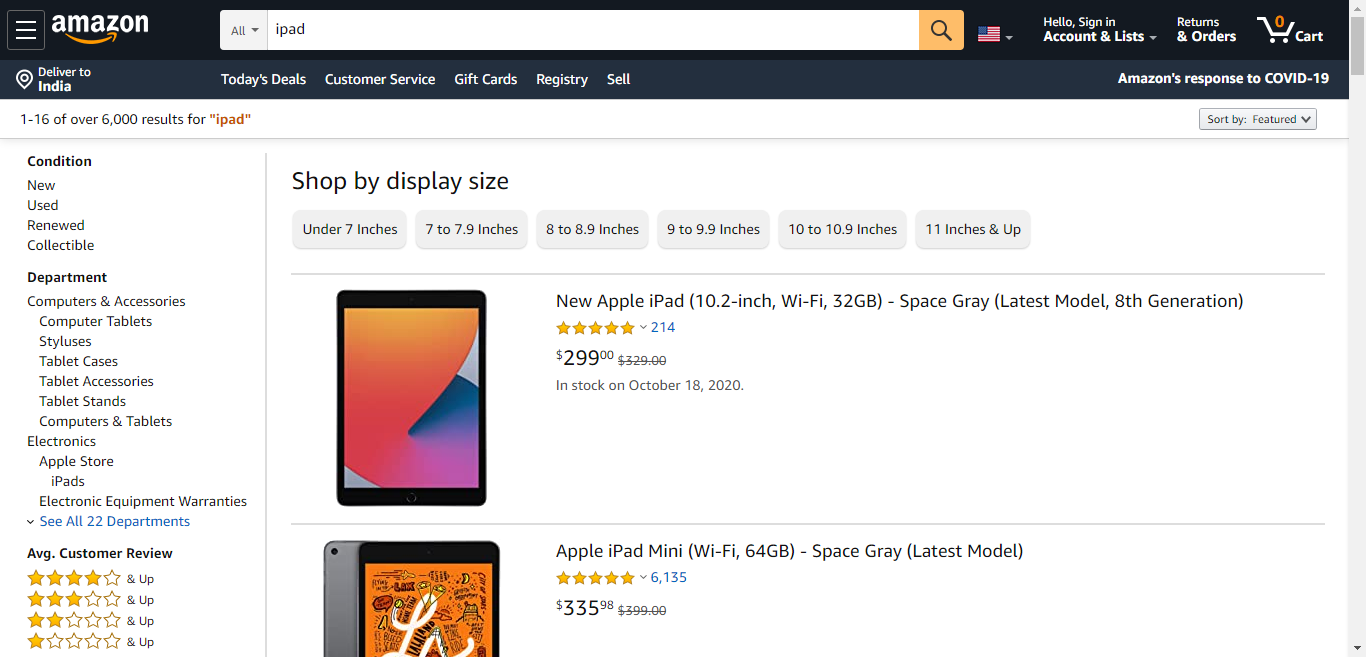 amazon
All
ipad
Hello, Sign in
Account & Lists
Returns
& Orders
0
Cart
Deliver to
India
Today's Deals
Customer Service
Gift Cards
Registry
Sell
Amazon's response to COVID-19
1-16 of over 6,000 results for "ipad"
Sort by: Featured
Condition
New
Used
Renewed
Collectible
Department
Computers & Accessories
Computer Tablets
Styluses
Tablet Cases
Tablet Accessories
Tablet Stands
Computers & Tablets
Electronics
Apple Store
iPads
Electronic Equipment Warranties
See All 22 Departments
Avg. Customer Review
& Up
& Up
& Up
& Up
Shop by display size
Under 7 Inches
7 to 7.9 Inches
8 to 8.9 Inches
9 to 9.9 Inches
10 to 10.9 Inches
11 Inches & Up
New Apple iPad (10.2-inch, Wi-Fi, 32GB) - Space Gray (Latest Model, 8th Generation)
214
$29900 $329.00
In stock on October 18, 2020.
Apple iPad Mini (Wi-Fi, 64GB) - Space Gray (Latest Model)
6,135
$33598 $399.00
LAX